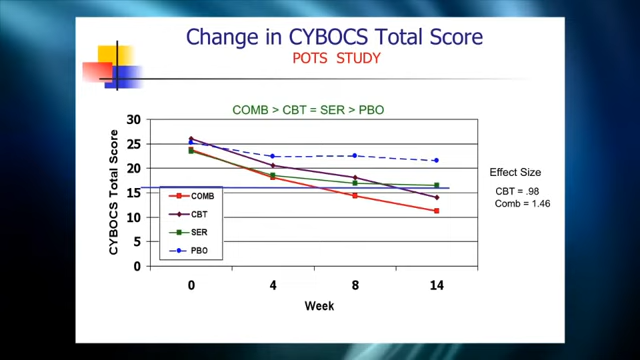 Change in CYBOCS Total Score
POTS STUDY
COMB > CBT = SER > PBO
CYBOCS Total Score
30
25
20
15
10
5
0
COMB
CBT
SER
PBO
0 4 8 14
Week
Effect Size
CBT = .98
Comb = 1.46